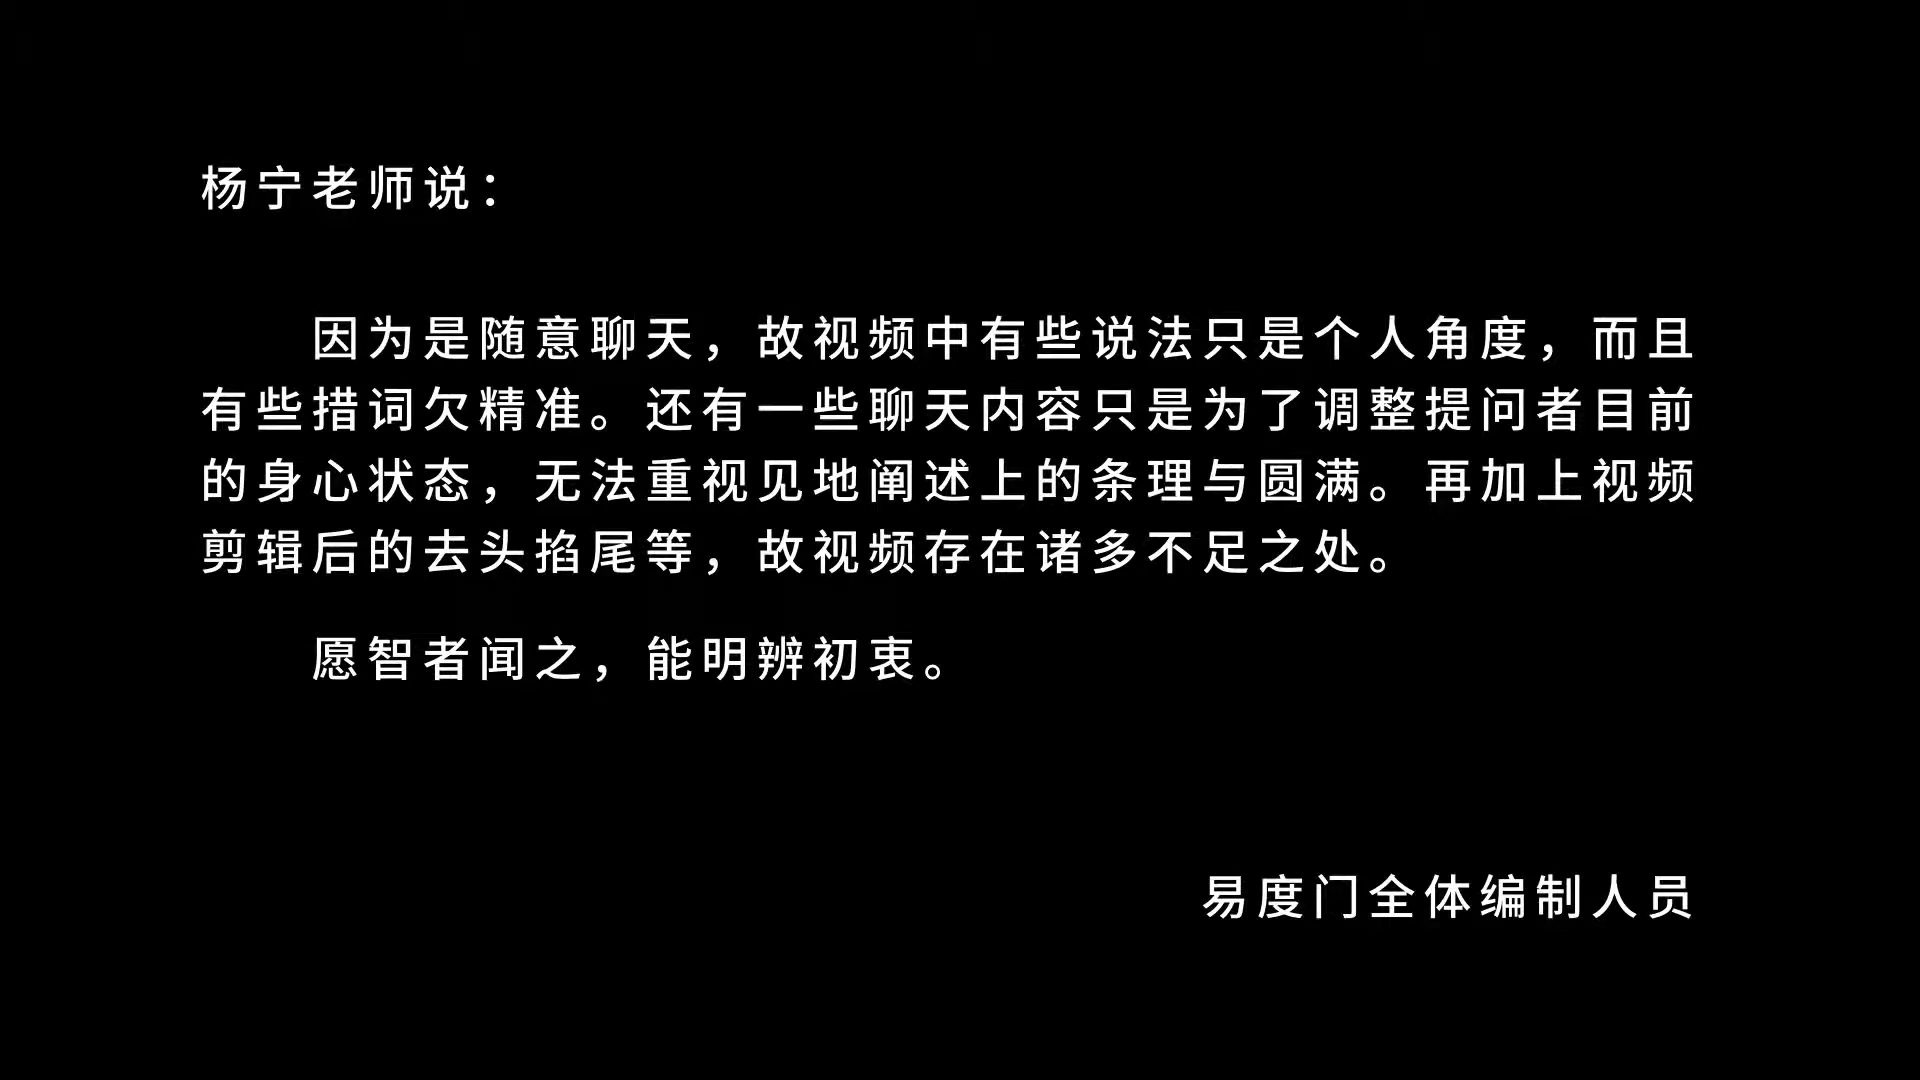 杨宁老师说：
因为是随意聊天，故视频中有些说法只是个人角度，而且
有些措词欠精准。还有一些聊天内容只是为了调整提问者目前
的身心状态，无法重视见地阐述上的条理与圆满。再加上视频
剪辑后的去头掐尾等，故视频存在诸多不足之处。
愿智者闻之，能明辨初衷。
易度门全体编制人员